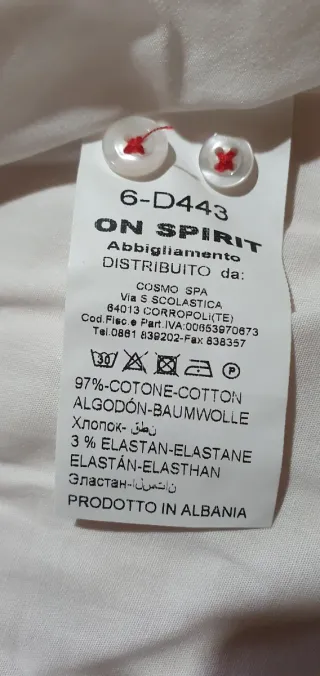 6-D443
ON SPIRIT
Abbigliamento
DISTRIBUITO da:
COSMO SPA
Via S SCOLASTICA
64013 CORROPOLI(TE)
Cod.Fisc.e Part.IVA:00653970673
Tel.0861 839202-Fax 838357
30 P
97%-COTONE-COTTON
ALGODÓN-BAUMWOLLE
Хлопок- قطن
3 % ELASTAN-ELASTANE
ELASTÁN-ELASTHAN
Эластан-الستان
PRODOTTO IN ALBANIA